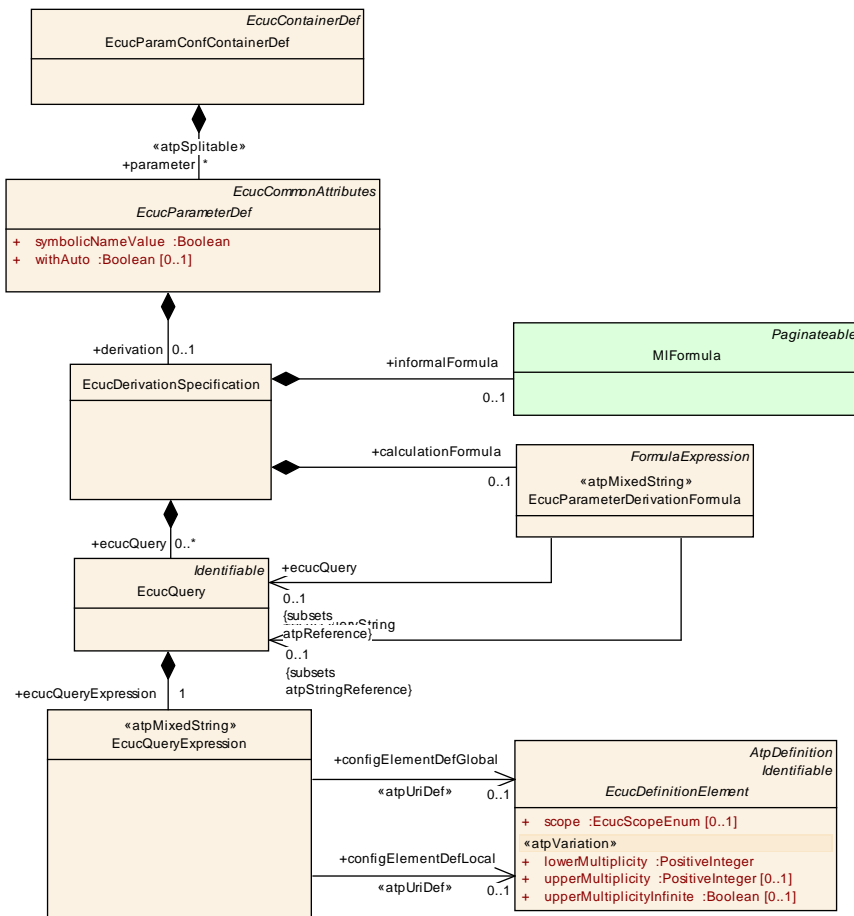 EcucContainerDef
EcucParamConfContainerDef
«atpSplitable»
+parameter *
EcucCommonAttributes
EcucParameterDef
+ symbolicNameValue :Boolean
+ withAuto :Boolean [0..1]
+derivation 0..1
EcucDerivationSpecification
+informalFormula
0..1
Paginateable
MlFormula
+calculationFormula
0..1
FormulaExpression
«atpMixedString»
EcucParameterDerivationFormula
+ecucQuery 0..*
Identifiable
EcucQuery
+ecucQuery
0..1
{subsets
atpReference}
0..1
{subsets
atpStringReference}
+ecucQueryExpression 1
«atpMixedString»
EcucQueryExpression
+configElementDefGlobal
«atpUriDef» 0..1
+configElementDefLocal
«atpUriDef» 0..1
AtpDefinition
Identifiable
EcucDefinitionElement
+ scope :EcucScopeEnum [0..1]
«atpVariation»
+ lowerMultiplicity :PositiveInteger
+ upperMultiplicity :PositiveInteger [0..1]
+ upperMultiplicityInfinite :Boolean [0..1]